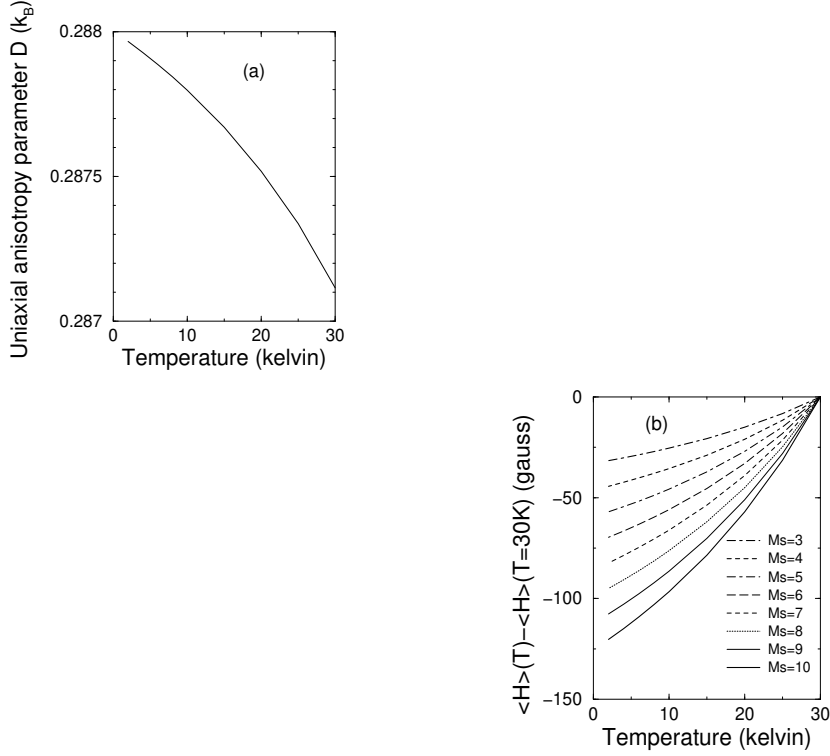 Uniaxial anisotropy parameter D (k_B)
0.288
0.2875
0.287
(a)
0 10 20 30
Temperature (kelvin)
<H>(T)−<H>(T=30K) (gauss)
0
−50
−100
−150
(b)
Ms=3
Ms=4
Ms=5
Ms=6
Ms=7
Ms=8
Ms=9
Ms=10
0 10 20 30
Temperature (kelvin)